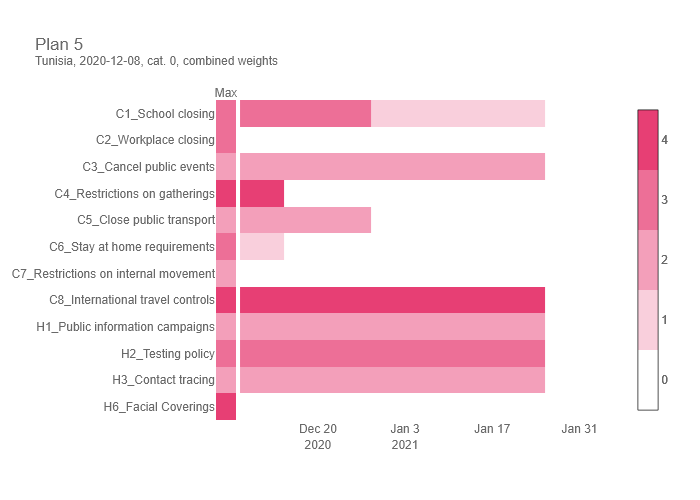 Plan 5
Tunisia, 2020-12-08, cat. 0, combined weights
Max
C1_School closing
C2_Workplace closing
C3_Cancel public events
C4_Restrictions on gatherings
C5_Close public transport
C6_Stay at home requirements
C7_Restrictions on internal movement
C8_International travel controls
H1_Public information campaigns
H2_Testing policy
H3_Contact tracing
H6_Facial Coverings
Dec 20 Jan 3 Jan 17 Jan 31
2020 2021
4
3
2
1
0